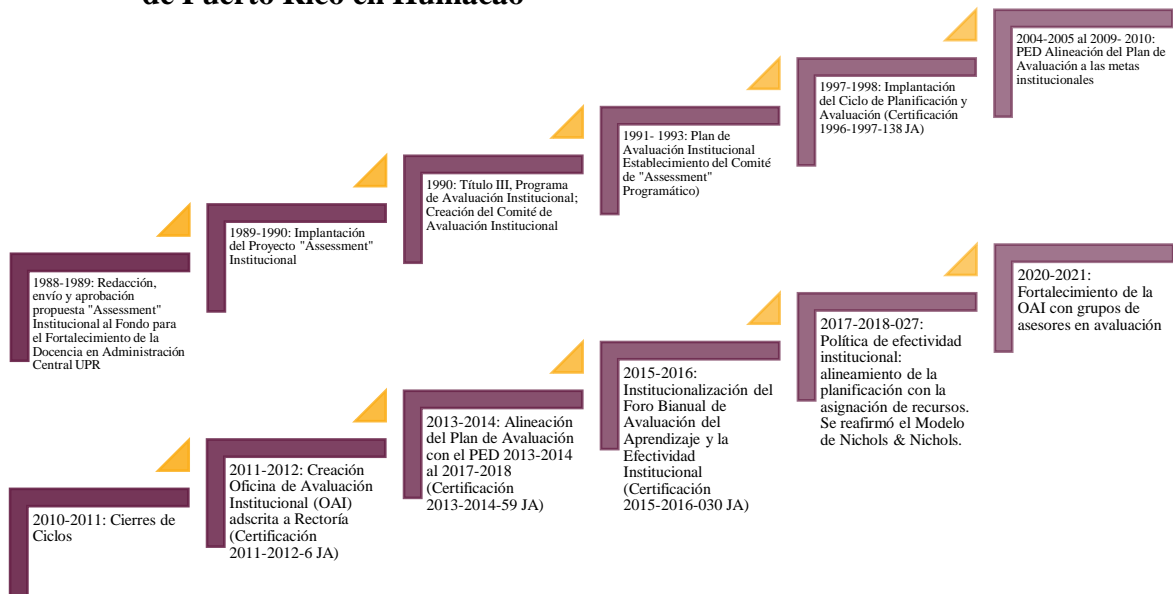 de Puerto Rico en Humacao
1988-1989: Redacción,
envío y aprobación
propuesta "Assessment"
Institucional al Fondo para
el Fortalecimiento de la
Docencia en Administración
Central UPR
1989-1990: Implantación
del Proyecto "Assessment"
Institucional
1990: Título III, Programa
de Avaluación Institucional;
Creación del Comité de
Avaluación Institucional
1991- 1993: Plan de
Avaluación Institucional
Establecimiento del Comité
de "Assessment"
Programático)
1997-1998: Implantación
del Ciclo de Planificación y
Avaluación (Certificación
1996-1997-138 JA)
2004-2005 al 2009- 2010:
PED Alineación del Plan de
Avaluación a las metas
institucionales
2010-2011: Cierres de
Ciclos
2011-2012: Creación
Oficina de Avaluación
Institucional (OAI)
adscrita a Rectoría
(Certificación
2011-2012-6 JA)
2013-2014: Alineación
del Plan de Avaluación
con el PED 2013-2014
al 2017-2018
(Certificación
2013-2014-59 JA)
2015-2016:
Institucionalización del
Foro Bianual de
Avaluación del
Aprendizaje y la
Efectividad
Institucional
(Certificación
2015-2016-030 JA)
2017-2018-027:
Política de efectividad
institucional:
alineamiento de la
planificación con la
asignación de recursos.
Se reafirmó el Modelo
de Nichols & Nichols.
2020-2021:
Fortalecimiento de la
OAI con grupos de
asesores en avaluación